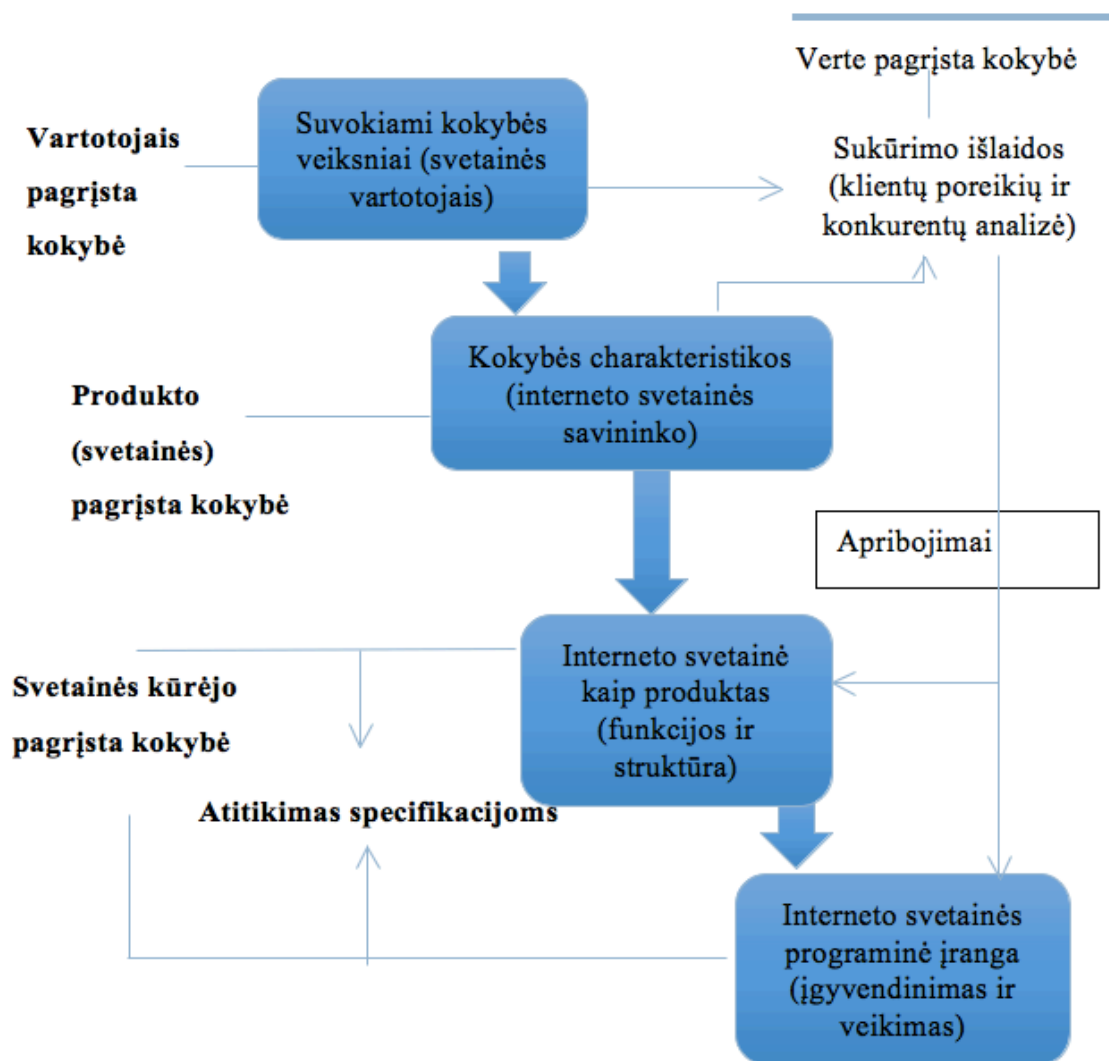 Verte pagrįsta kokybė
Vartotojais
pagrįsta
kokybė
Suvokiami kokybės
veiksniai (svetainės
vartotojais)
Sukūrimo išlaidos
(klientų poreikių ir
konkurentų analizė)
Produkto
(svetainės)
pagrįsta kokybė
Kokybės charakteristikos
(interneto svetainės
savininko)
Apribojimai
Svetainės kūrėjo
pagrįsta kokybė
Interneto svetainė
kaip produktas
(funkcijos ir
struktūra)
Atitikimas specifikacijoms
Interneto svetainės
programinė įranga
(įgyvendinimas ir
veikimas)